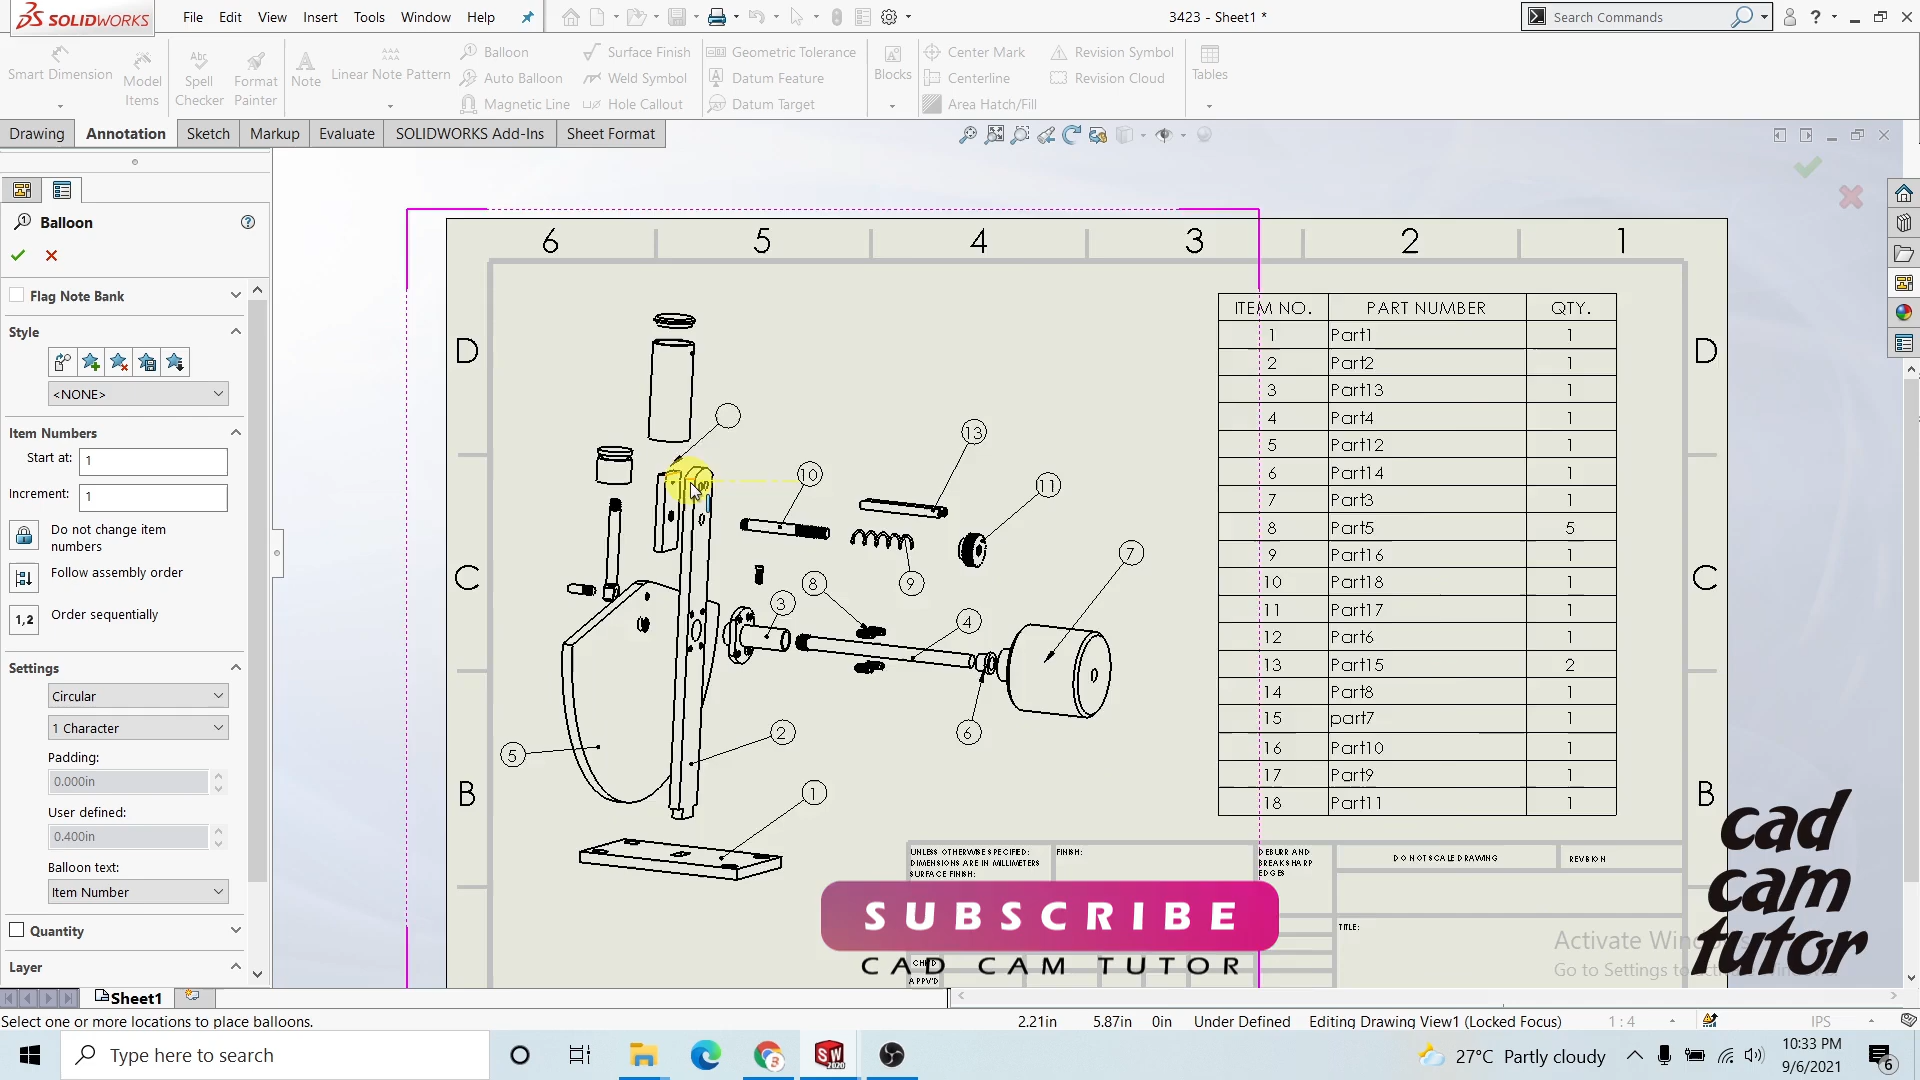 SOLIDWORKS
File Edit View Insert Tools Window Help
3423 - Sheet1 *
Search Commands
Smart Dimension
Model Items
Spell Checker
Format Painter
Note
Linear Note Pattern
Balloon
Auto Balloon
Magnetic Line
Surface Finish
Weld Symbol
Hole Callout
Geometric Tolerance
Datum Feature
Datum Target
Blocks
Center Mark
Centerline
Area Hatch/Fill
Revision Symbol
Revision Cloud
Tables
Drawing Annotation Sketch Markup Evaluate SOLIDWORKS Add-Ins Sheet Format
Balloon
Flag Note Bank
Style
<NONE>
Item Numbers
Start at: 1
Increment: 1
Do not change item
numbers
Follow assembly order
1,2 Order sequentially
Settings
Circular
1 Character
Padding:
0.000in
User defined:
0.400in
Balloon text:
Item Number
Quantity
Layer
6 5 4 3 2 1
D D
C C
B B
13
10
11
7
8
9
3
4
2
6
5
1
ITEM NO. PART NUMBER QTY.
1 Part1 1
2 Part2 1
3 Part13 1
4 Part4 1
5 Part12 1
6 Part14 1
7 Part3 1
8 Part5 5
9 Part16 1
10 Part18 1
11 Part17 1
12 Part6 1
13 Part15 2
14 Part8 1
15 part7 1
16 Part10 1
17 Part9 1
18 Part11 1
UNLESS OTHERWISE SPECIFIED:
DIMENSIONS ARE IN MILLIMETERS
SURFACE FINISH:
FINISH:
DEBURR AND
BREAK SHARP
EDGES
DO NOT SCALE DRAWING
REVISION
TITLE:
CHK'D
APPV'D
SUBSCRIBE
CAD CAM TUTOR
cad
cam
tutor
Sheet1
Select one or more locations to place balloons.
2.21in 5.87in 0in Under Defined Editing Drawing View1 (Locked Focus) 1 : 4 IPS
Type here to search
27°C Partly cloudy
10:33 PM
9/6/2021
6